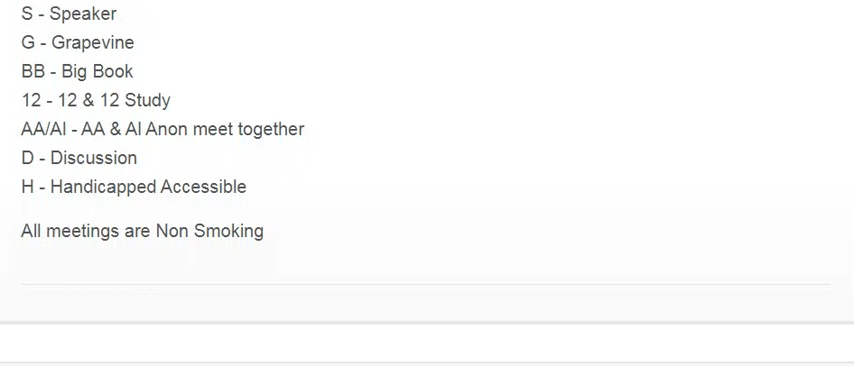 S - Speaker
G - Grapevine
BB - Big Book
12 - 12 & 12 Study
AA/Al - AA & Al Anon meet together
D - Discussion
H - Handicapped Accessible
All meetings are Non Smoking